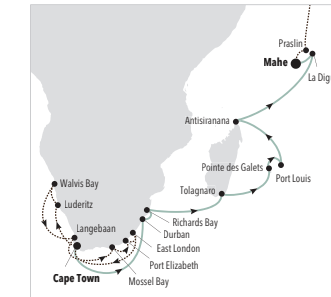 Praslin
Mahe
La Dig
Antisiranana
Pointe des Galets
Port Louis
Tolagnaro
Walvis Bay
Luderitz
Richards Bay
Langebaan
Durban
East London
Port Elizabeth
Cape Town
Mossel Bay